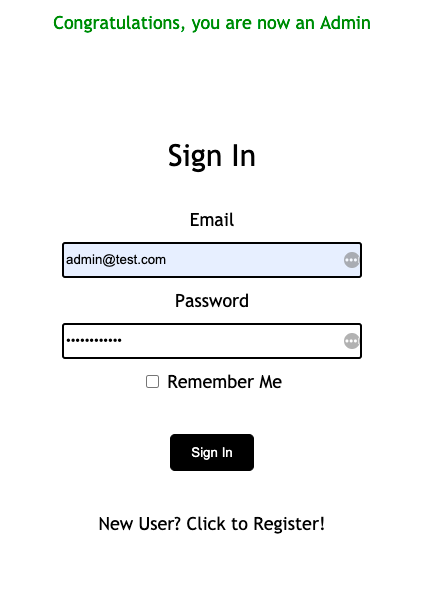 Congratulations, you are now an Admin
Sign In
Email
admin@test.com
Password
••••••••••••
Remember Me
Sign In
New User? Click to Register!